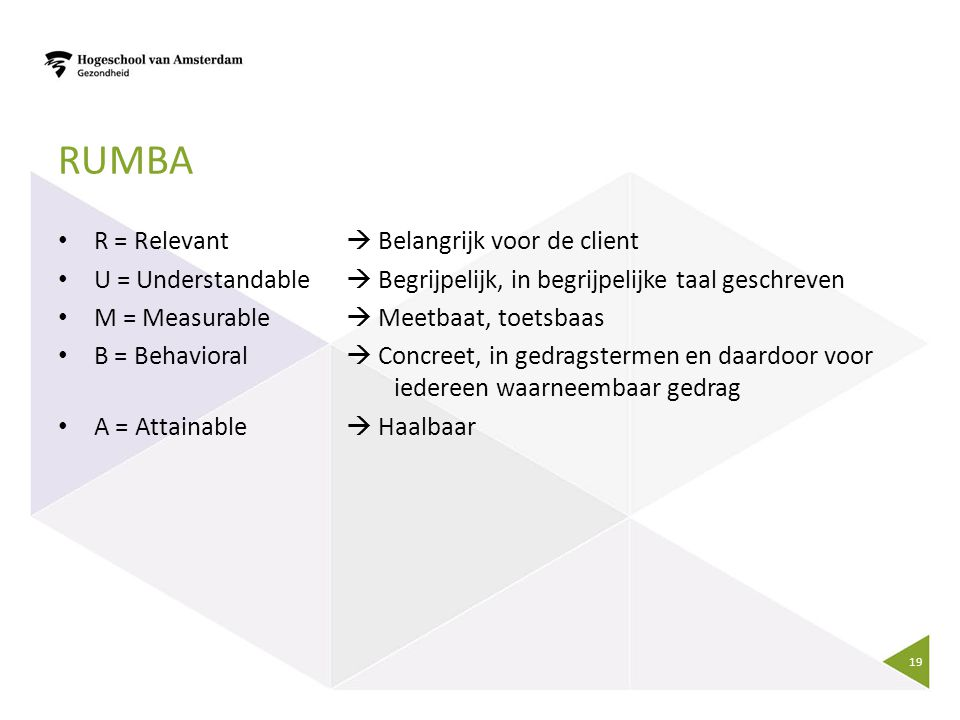 Hogeschool van Amsterdam
Gezondheid
RUMBA
• R = Relevant → Belangrijk voor de client
• U = Understandable → Begrijpelijk, in begrijpelijke taal geschreven
• M = Measurable → Meetbaat, toetsbaas
• B = Behavioral → Concreet, in gedragstermen en daardoor voor
iedereen waarneembaar gedrag
• A = Attainable → Haalbaar
19